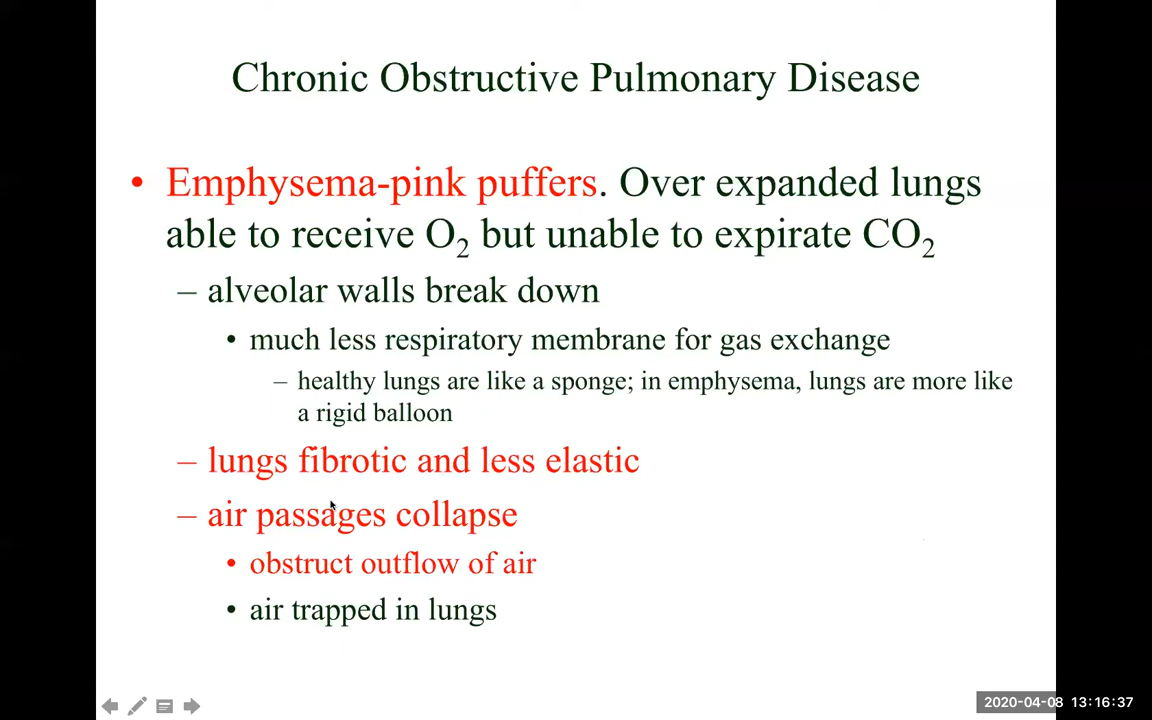 Chronic Obstructive Pulmonary Disease
• Emphysema-pink puffers. Over expanded lungs
able to receive O2 but unable to expirate CO2
– alveolar walls break down
• much less respiratory membrane for gas exchange
– healthy lungs are like a sponge; in emphysema, lungs are more like
a rigid balloon
– lungs fibrotic and less elastic
– air passages collapse
• obstruct outflow of air
• air trapped in lungs
2020-04-08 13:16:37